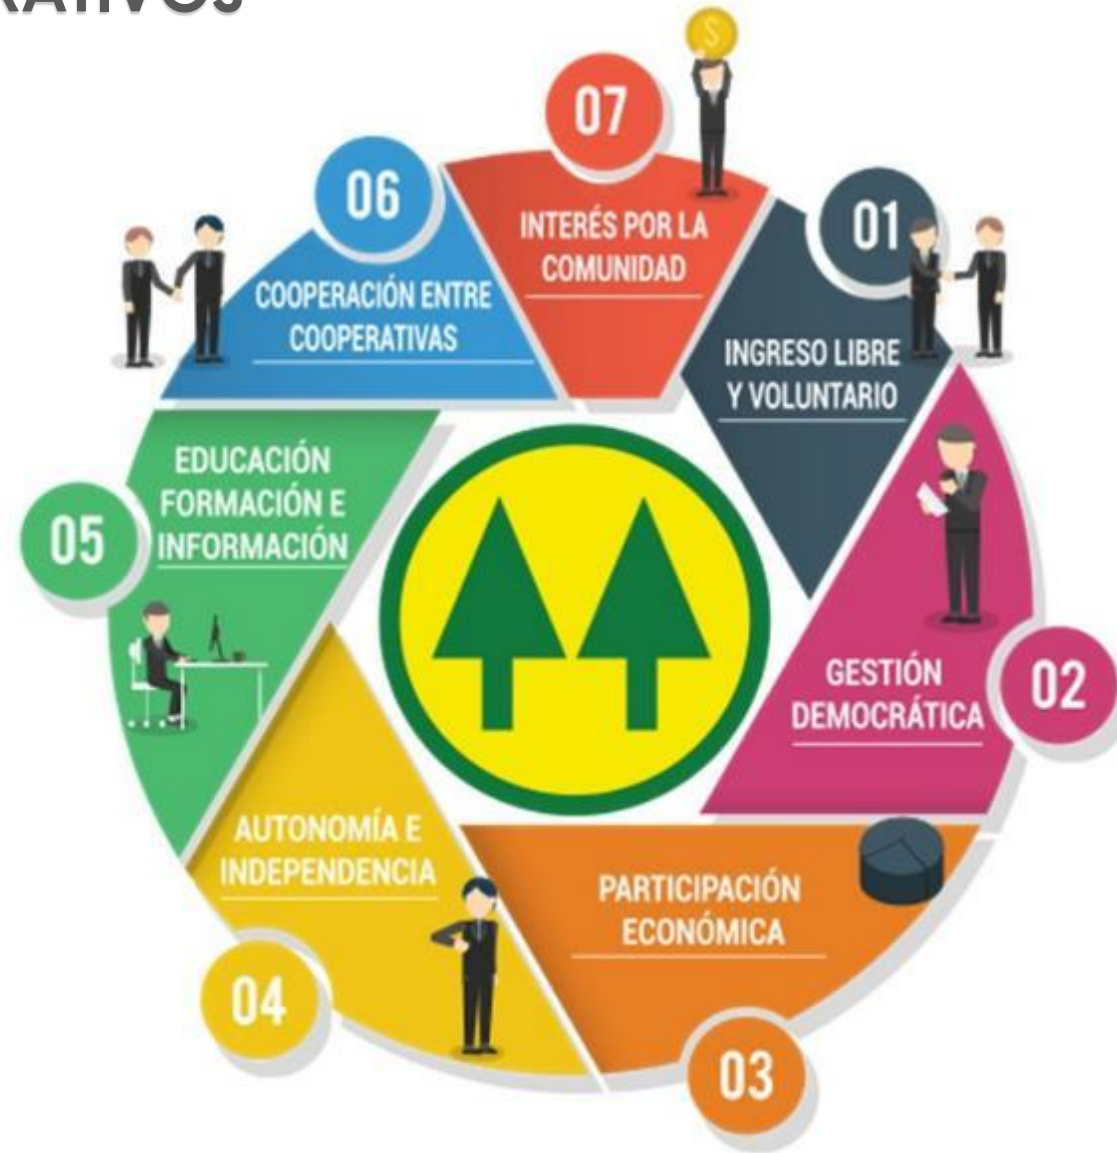 07
INTERÉS POR LA
COMUNIDAD
01
INGRESO LIBRE
Y VOLUNTARIO
02
GESTIÓN
DEMOCRÁTICA
03
PARTICIPACIÓN
ECONÓMICA
04
AUTONOMÍA E
INDEPENDENCIA
05
EDUCACIÓN
FORMACIÓN E
INFORMACIÓN
06
COOPERACIÓN ENTRE
COOPERATIVAS
$